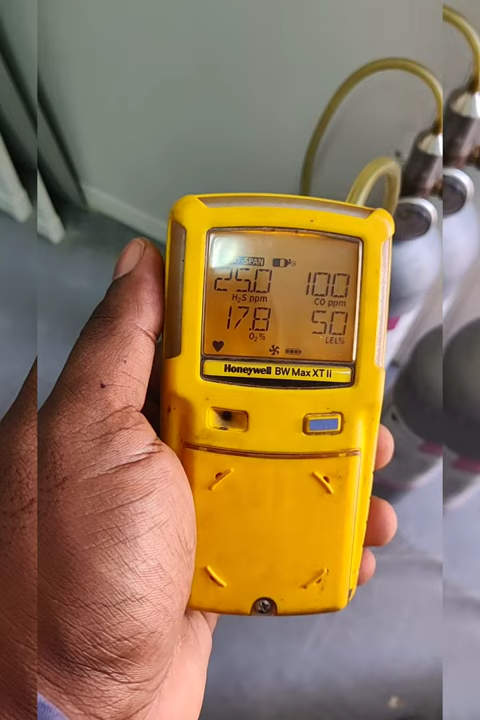 SPAN
25.0 100
H₂S ppm CO ppm
17.8 50
O₂% LEL%
Honeywell BW Max XT II